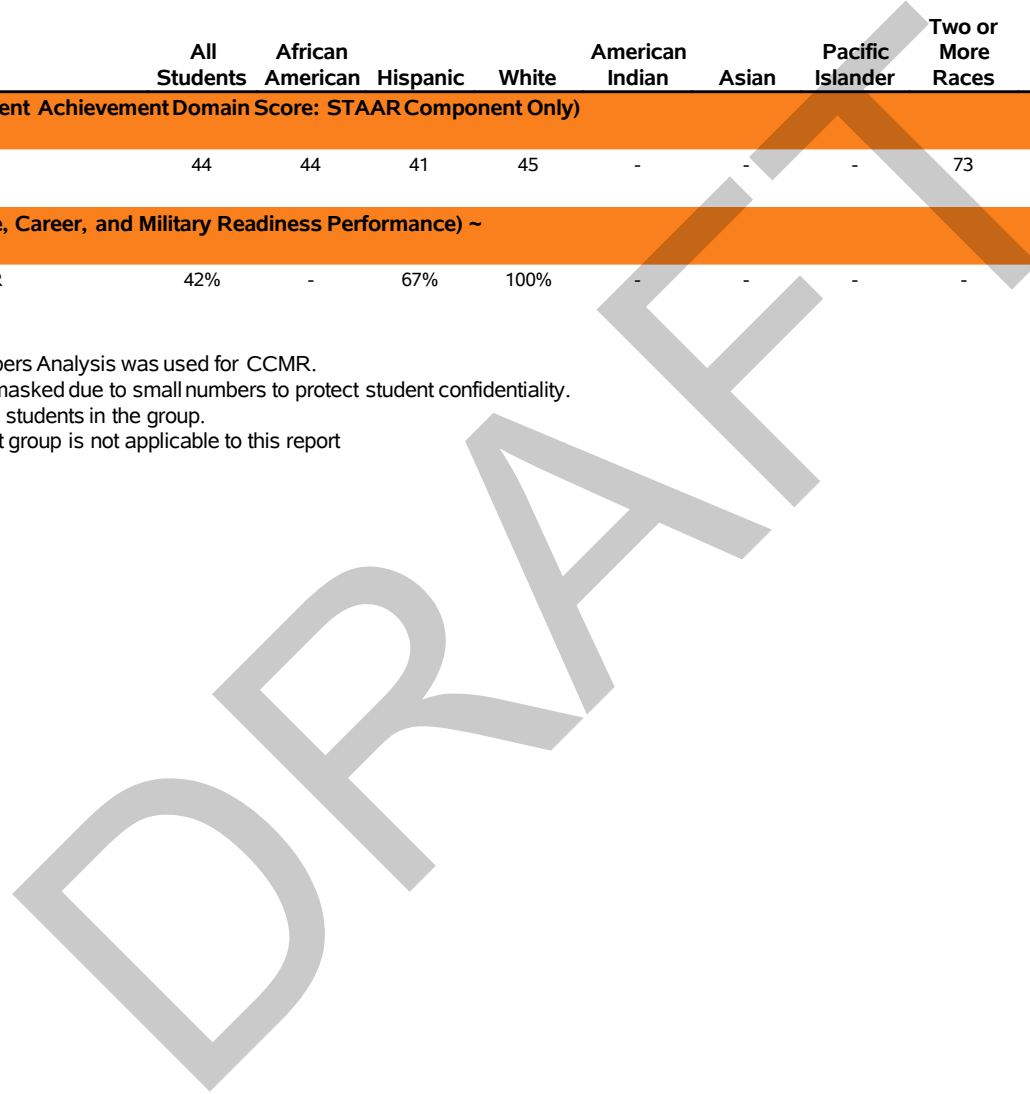 All Students African American Hispanic White American Indian Asian Pacific Islander Two or More Races
ent Achievement Domain Score: STAAR Component Only)
44 44 41 45 - - - 73
e, Career, and Military Readiness Performance) ~
R 42% - 67% 100% - - - -
bers Analysis was used for CCMR.
masked due to small numbers to protect student confidentiality.
students in the group.
t group is not applicable to this report
DRAFT